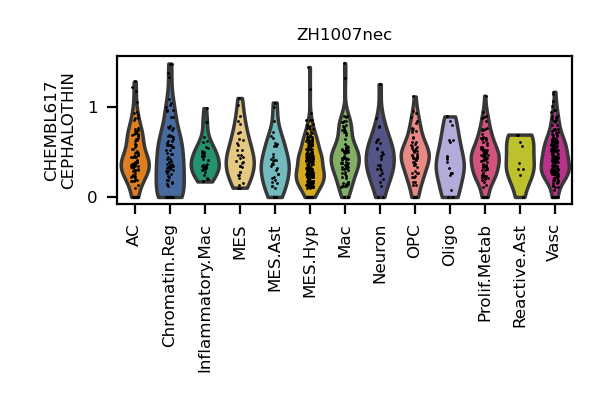 ZH1007nec
CHEMBL617
CEPHALOTHIN
1
0
AC
Chromatin.Reg
Inflammatory.Mac
MES
MES.Ast
MES.Hyp
Mac
Neuron
OPC
Oligo
Prolif.Metab
Reactive.Ast
Vasc